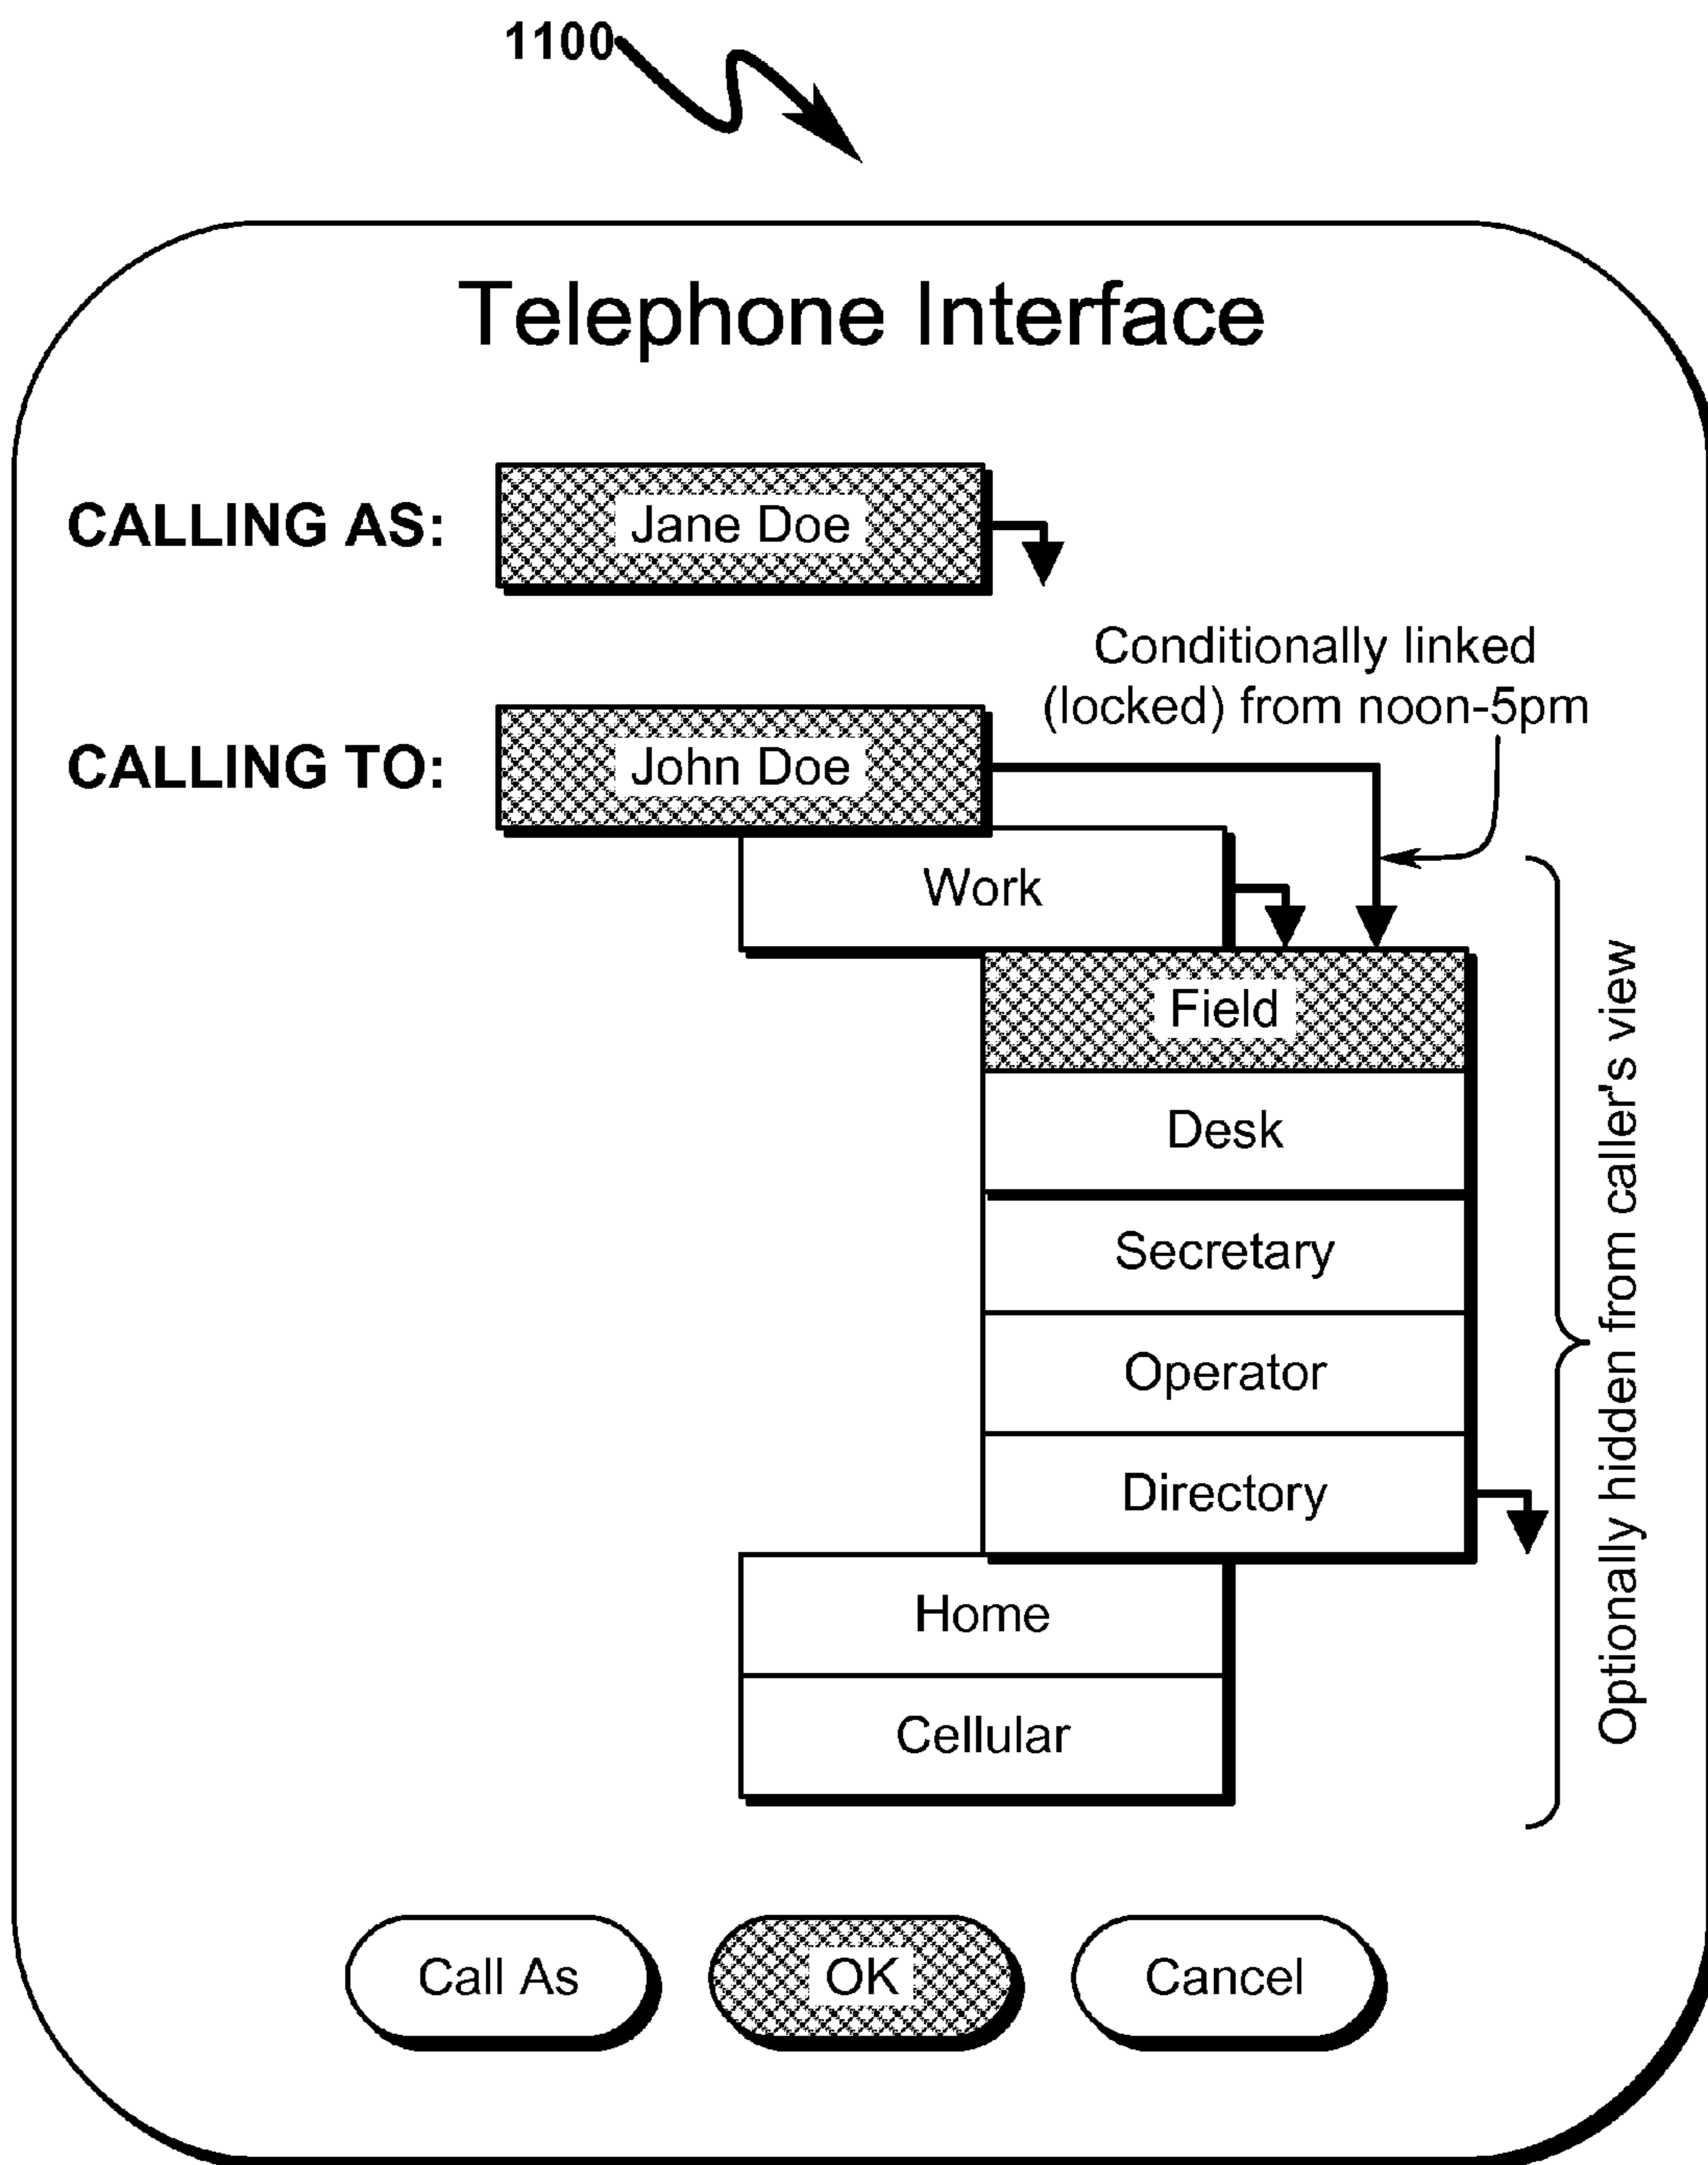 1100
Telephone Interface
CALLING AS:
Jane Doe
Conditionally linked
(locked) from noon-5pm
CALLING TO:
John Doe
Work
Field
Desk
Secretary
Operator
Directory
Home
Cellular
Optionally hidden from caller's view
Call As
OK
Cancel